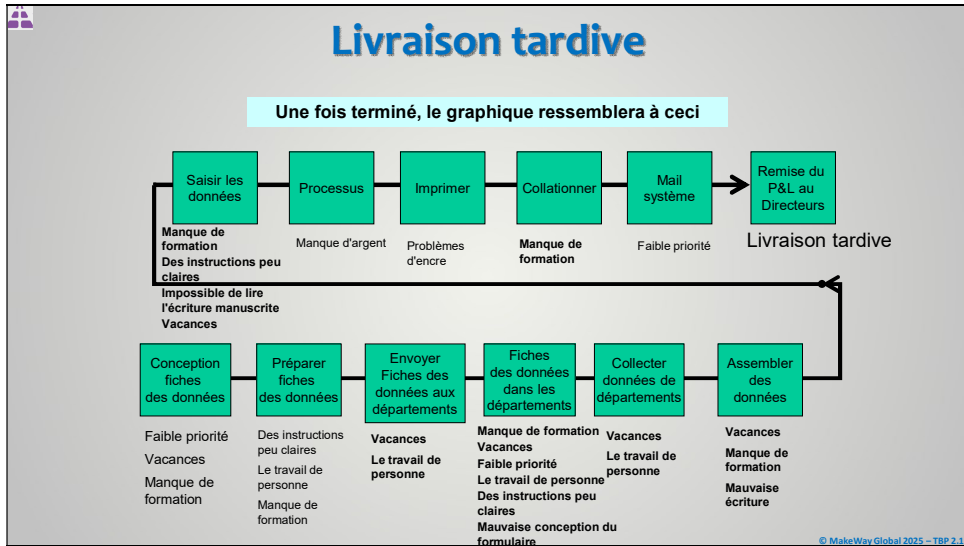 Livraison tardive
Une fois terminé, le graphique ressemblera à ceci
Saisir les
données
Processus
Imprimer
Collationner
Mail
système
Remise du
P&L au
Directeurs
Manque de
formation
Des instructions peu
claires
Impossible de lire
l'écriture manuscrite
Vacances
Manque d'argent
Problèmes
d'encre
Manque de
formation
Faible priorité
Livraison tardive
Conception
fiches
des données
Préparer
fiches
des données
Envoyer
Fiches des
données aux
départements
Fiches
des données
dans les
départements
Collecter
données de
départements
Assembler
des
données
Faible priorité
Vacances
Manque de
formation
Des instructions
peu claires
Le travail de
personne
Manque de
formation
Vacances
Le travail de
personne
Manque de formation
Vacances
Faible priorité
Le travail de personne
Des instructions peu
claires
Mauvaise conception du
formulaire
Vacances
Le travail de
personne
Vacances
Manque de
formation
Mauvaise
écriture
© MakeWay Global 2025 – TBP 2.1